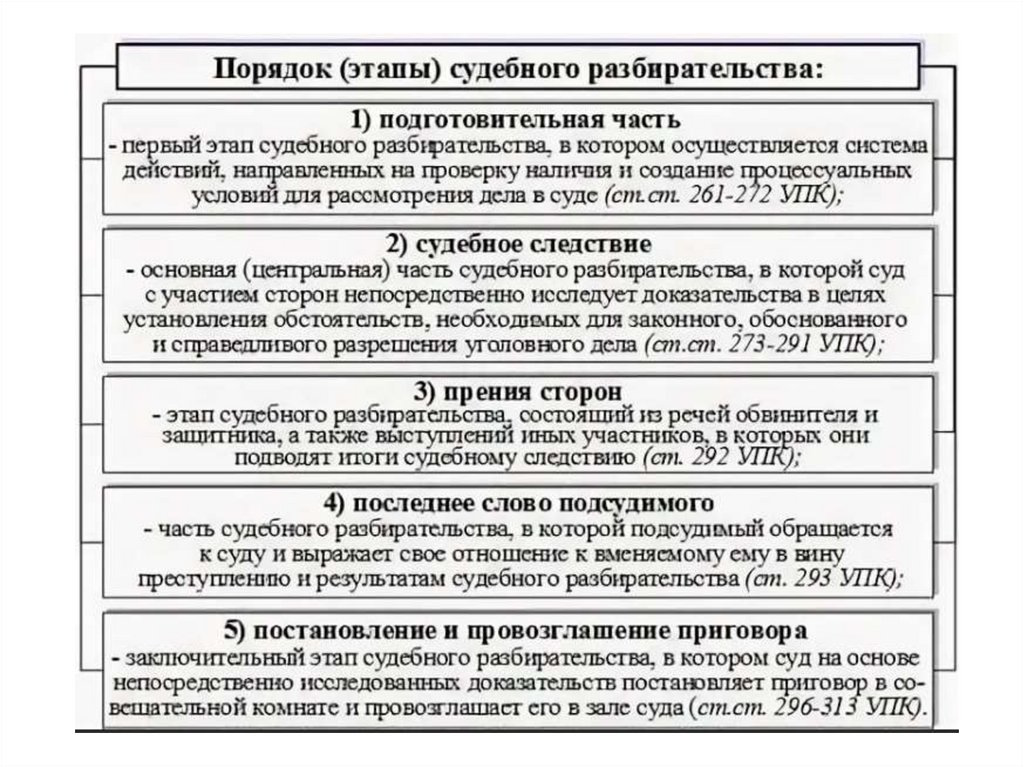 Порядок (этапы) судебного разбирательства:
1) подготовительная часть
- первый этап судебного разбирательства, в котором осуществляется система
действий, направленных на проверку наличия и создание процессуальных
условий для рассмотрения дела в суде (ст.ст. 261-272 УПК);
2) судебное следствие
- основная (центральная) часть судебного разбирательства, в которой суд
с участием сторон непосредственно исследует доказательства в целях
установления обстоятельств, необходимых для законного, обоснованного
и справедливого разрешения уголовного дела (ст.ст. 273-291 УПК);
3) прения сторон
- этап судебного разбирательства, состоящий из речей обвинителя и
защитника, а также выступлений иных участников, в которых они
подводят итоги судебному следствию (ст. 292 УПК);
4) последнее слово подсудимого
- часть судебного разбирательства, в которой подсудимый обращается
к суду и выражает свое отношение к вменяемому ему в вину
преступлению и результатам судебного разбирательства (ст. 293 УПК);
5) постановление и провозглашение приговора
- заключительный этап судебного разбирательства, в котором суд на основе
непосредственно исследованных доказательств постановляет приговор в со-
вещательной комнате и провозглашает его в зале суда (ст.ст. 296-313 УПК).